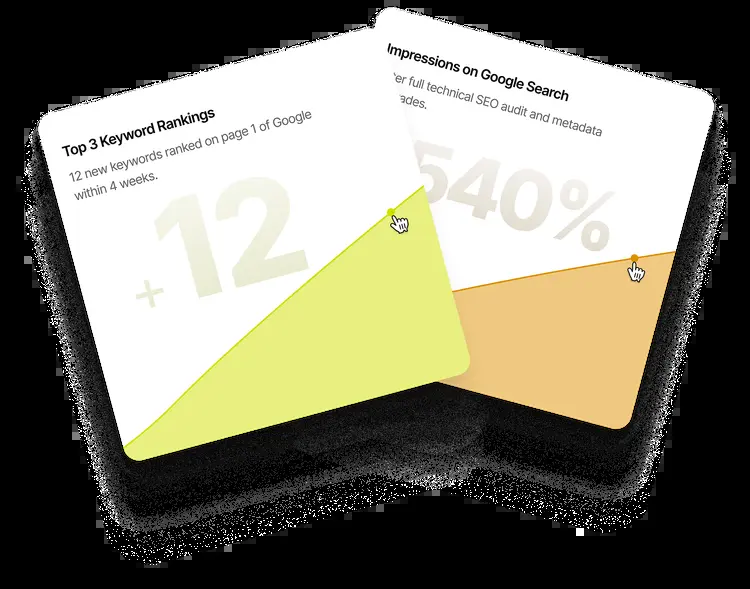 Top 3 Keyword Rankings
12 new keywords ranked on page 1 of Google
within 4 weeks.
+12
Impressions on Google Search
full technical SEO audit and metadata
540%